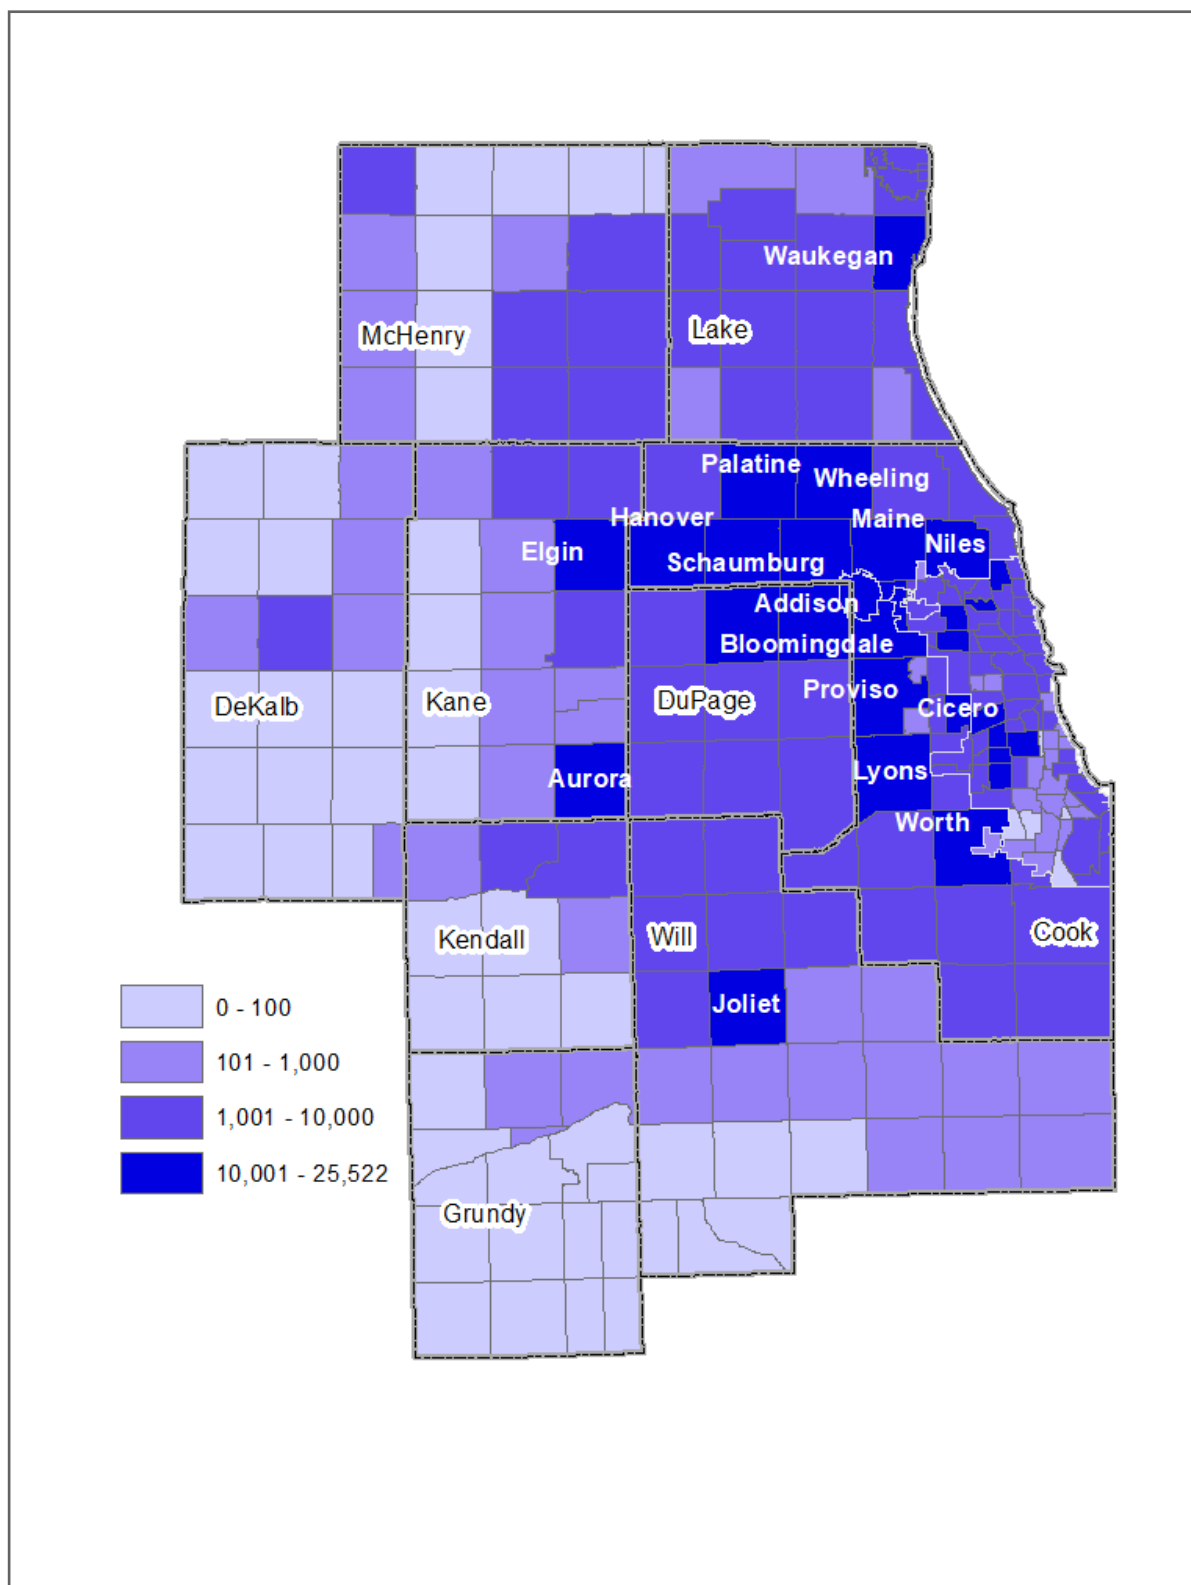 Waukegan
McHenry
Lake
Palatine
Wheeling
Hanover
Maine
Elgin
Niles
Schaumburg
Addison
Bloomingdale
DeKalb
Kane
DuPage
Proviso
Cicero
Aurora
Lyons
Worth
Kendall
Will
Cook
0 - 100
Joliet
101 - 1,000
1,001 - 10,000
10,001 - 25,522
Grundy